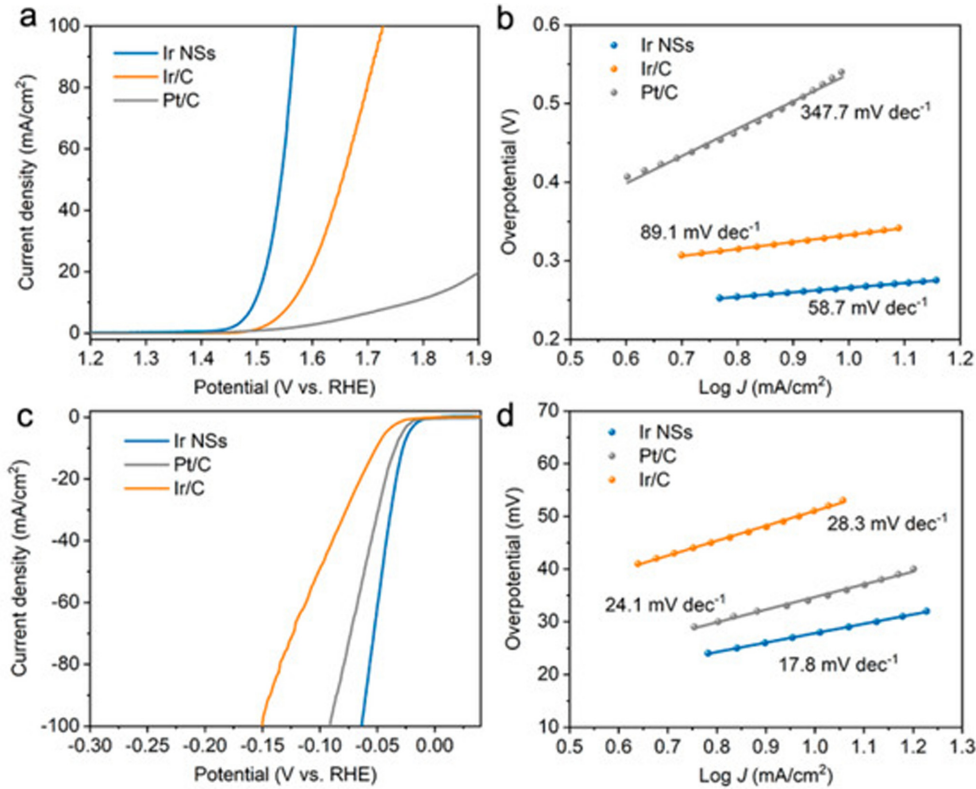 a
100
80
60
40
20
0
Current density (mA/cm²)
Ir NSs
Ir/C
Pt/C
1.2 1.3 1.4 1.5 1.6 1.7 1.8 1.9
Potential (V vs. RHE)
b
0.6
0.5
0.4
0.3
0.2
Overpotential (V)
Ir NSs
Ir/C
Pt/C
347.7 mV dec⁻¹
89.1 mV dec⁻¹
58.7 mV dec⁻¹
0.5 0.6 0.7 0.8 0.9 1.0 1.1 1.2
Log J (mA/cm²)
c
0
-20
-40
-60
-80
-100
Current density (mA/cm²)
Ir NSs
Pt/C
Ir/C
-0.30 -0.25 -0.20 -0.15 -0.10 -0.05 0.00
Potential (V vs. RHE)
d
70
60
50
40
30
20
10
Overpotential (mV)
Ir NSs
Pt/C
Ir/C
28.3 mV dec⁻¹
24.1 mV dec⁻¹
17.8 mV dec⁻¹
0.5 0.6 0.7 0.8 0.9 1.0 1.1 1.2 1.3
Log J (mA/cm²)